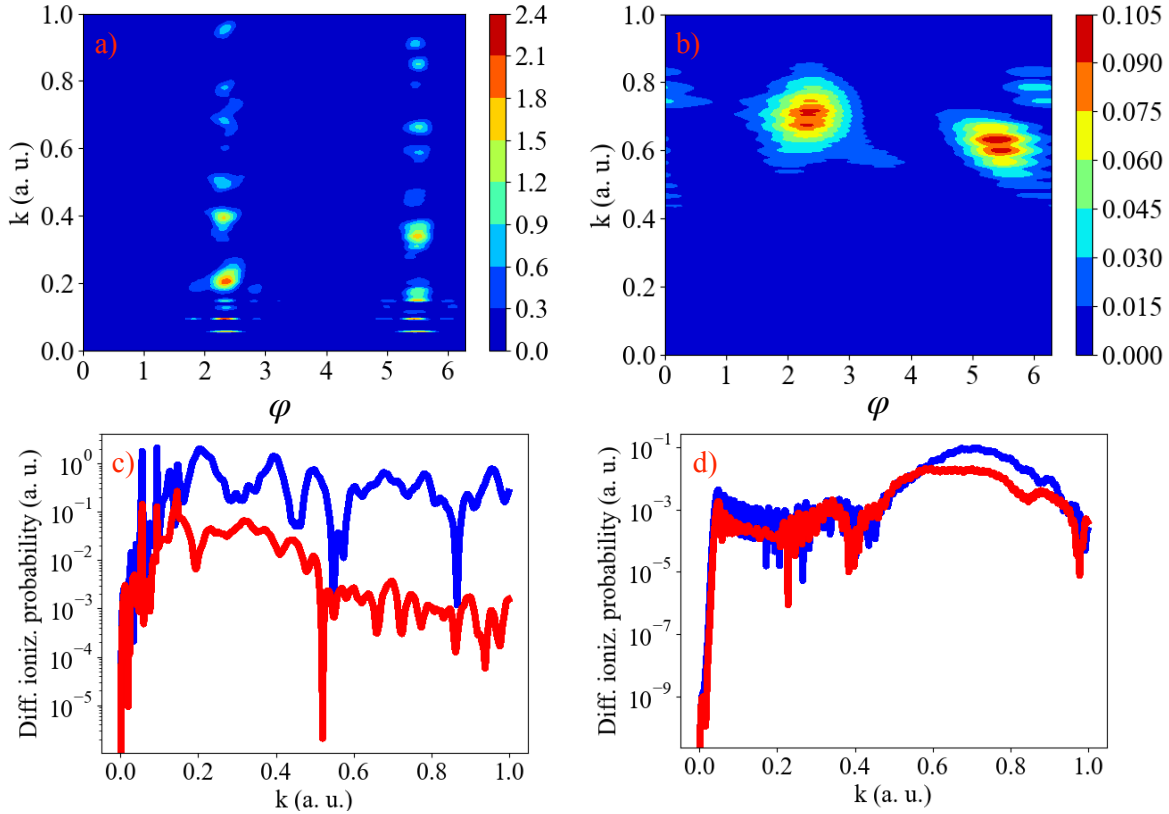 a)
k (a. u.)
1.0
0.8
0.6
0.4
0.2
0.0
0 1 2 3 4 5 6
φ
2.4
2.1
1.8
1.5
1.2
0.9
0.6
0.3
0.0
b)
k (a. u.)
1.0
0.8
0.6
0.4
0.2
0.0
0 1 2 3 4 5 6
φ
0.105
0.090
0.075
0.060
0.045
0.030
0.015
0.000
c)
Diff. ioniz. probability (a. u.)
10⁰
10⁻¹
10⁻²
10⁻³
10⁻⁴
10⁻⁵
0.0 0.2 0.4 0.6 0.8 1.0
k (a. u.)
d)
Diff. ioniz. probability (a. u.)
10⁻¹
10⁻³
10⁻⁵
10⁻⁷
10⁻⁹
0.0 0.2 0.4 0.6 0.8 1.0
k (a. u.)